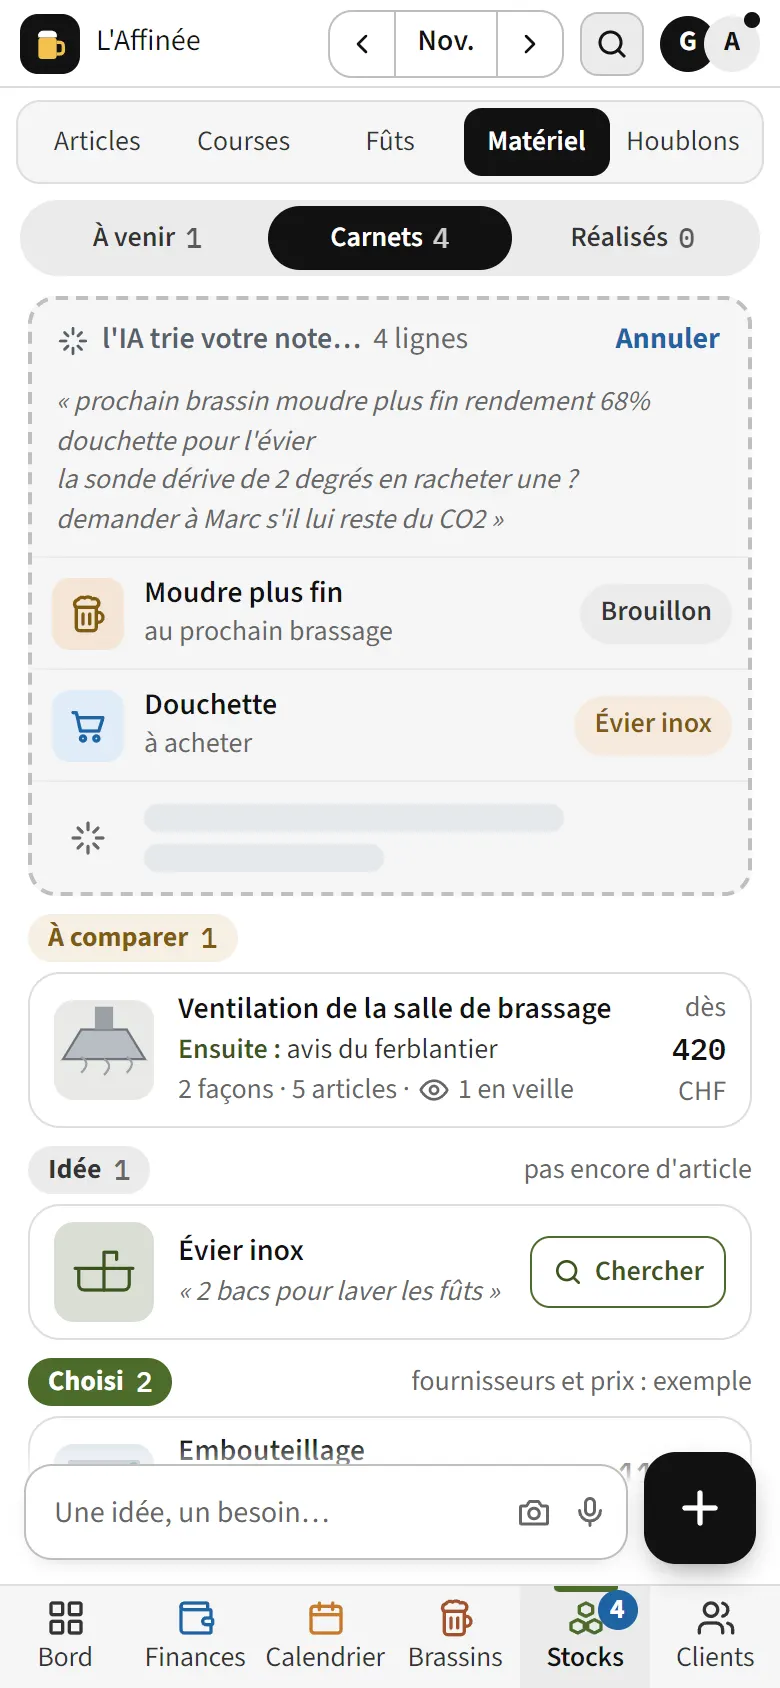 L'Affinée
Nov.
G
A
Articles
Courses
Fûts
Matériel
Houblons
À venir 1
Carnets 4
Réalisés 0
l'IA trie votre note… 4 lignes
Annuler
« prochain brassin moudre plus fin rendement 68%
douchette pour l'évier
la sonde dérive de 2 degrés en racheter une ?
demander à Marc s'il lui reste du CO2 »
Moudre plus fin
au prochain brassage
Brouillon
Douchette
à acheter
Évier inox
À comparer 1
Ventilation de la salle de brassage
Ensuite : avis du ferblantier
2 façons · 5 articles · 1 en veille
dès
420
CHF
Idée 1
pas encore d'article
Évier inox
« 2 bacs pour laver les fûts »
Chercher
Choisi 2
fournisseurs et prix : exemple
Embouteillage
Une idée, un besoin…
Bord
Finances
Calendrier
Brassins
Stocks
4
Clients